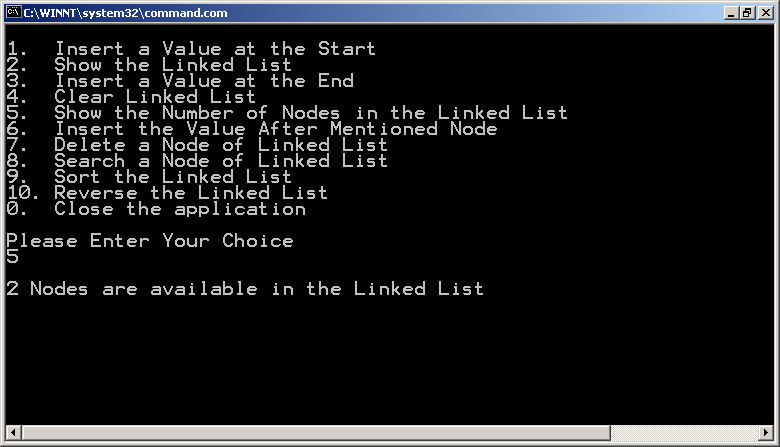 C:\WINNT\system32\command.com
1.  Insert a Value at the Start
2.  Show the Linked List
3.  Insert a Value at the End
4.  Clear Linked List
5.  Show the Number of Nodes in the Linked List
6.  Insert the Value After Mentioned Node
7.  Delete a Node of Linked List
8.  Search a Node of Linked List
9.  Sort the Linked List
10. Reverse the Linked List
0.  Close the application
Please Enter Your Choice
5
2 Nodes are available in the Linked List